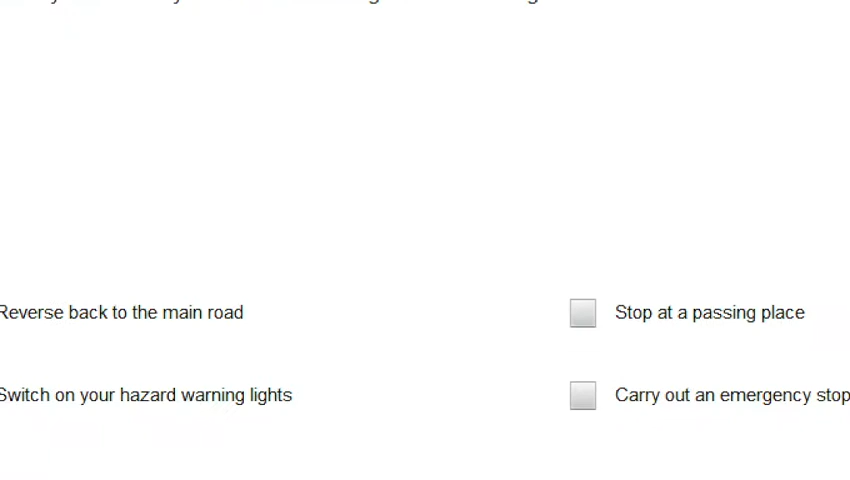 Reverse back to the main road
Stop at a passing place
Switch on your hazard warning lights
Carry out an emergency stop